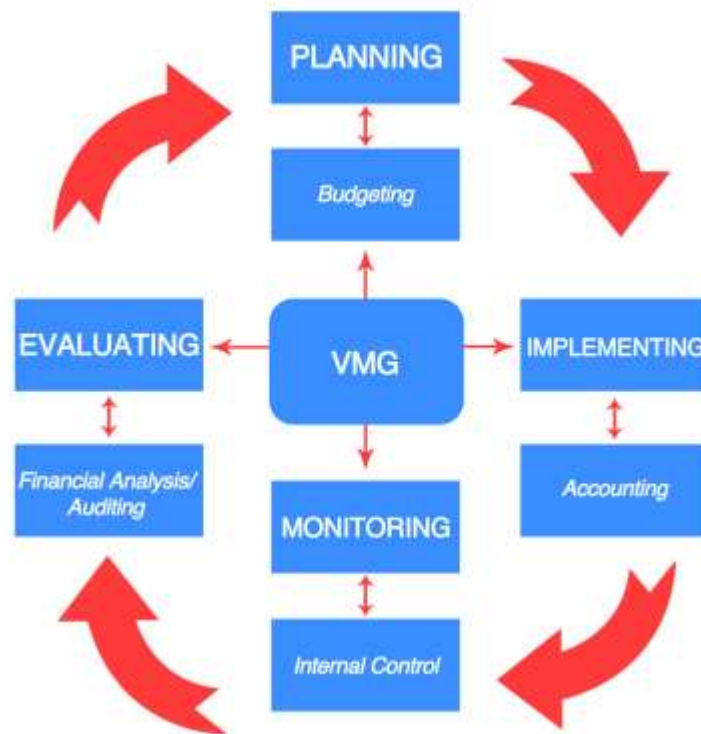 PLANNING
Budgeting
EVALUATING
VMG
IMPLEMENTING
Financial Analysis/
Auditing
Accounting
MONITORING
Internal Control